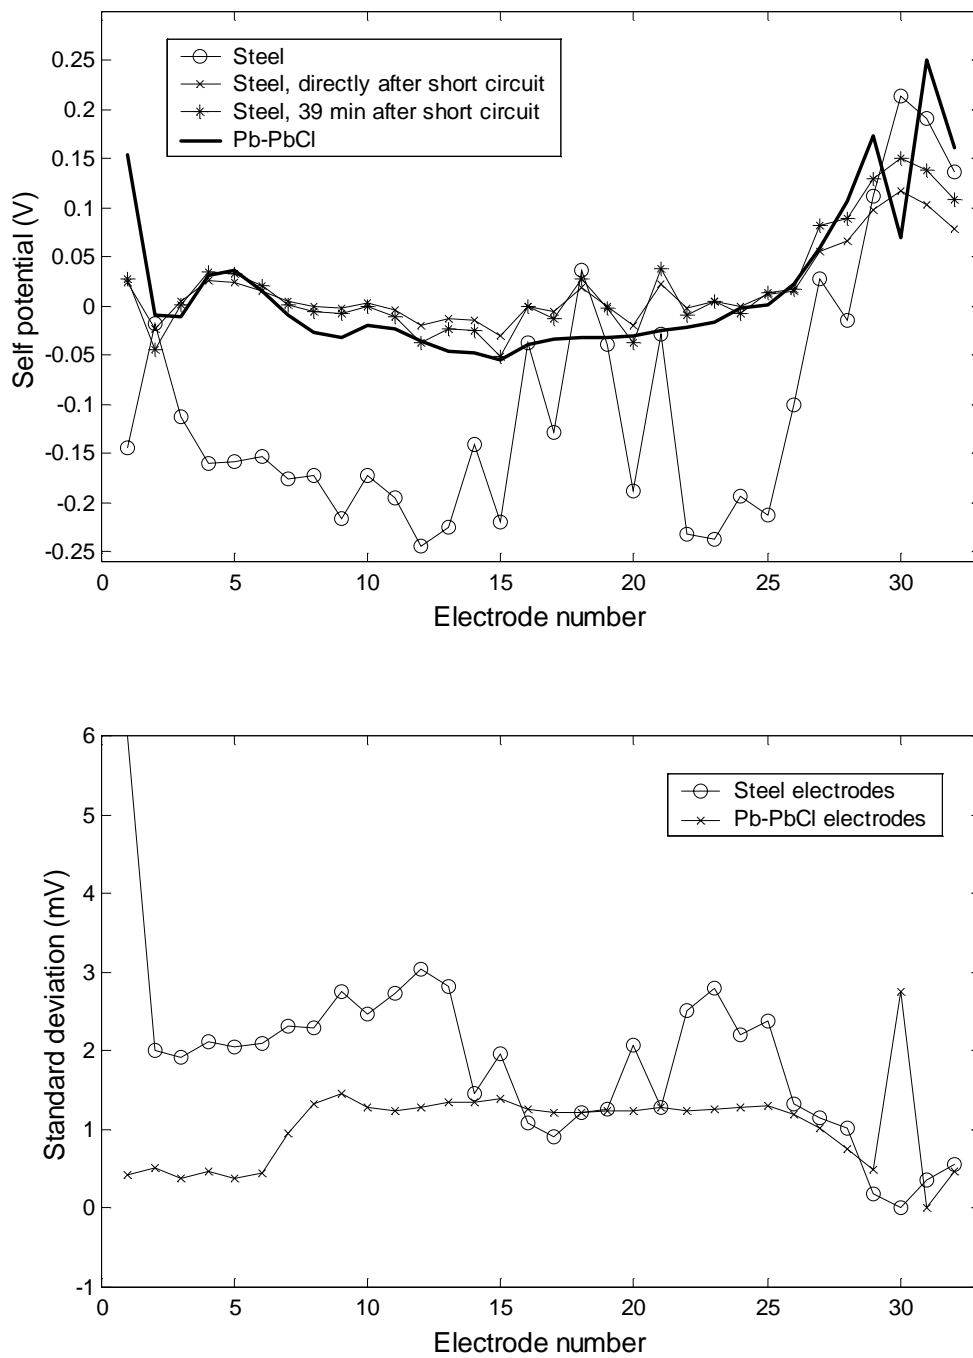 0.25
0.2
0.15
0.1
0.05
0
-0.05
-0.1
-0.15
-0.2
-0.25
Self potential (V)
Steel
Steel, directly after short circuit
Steel, 39 min after short circuit
Pb-PbCl
0 5 10 15 20 25 30
Electrode number
6
5
4
3
2
1
0
-1
Standard deviation (mV)
Steel electrodes
Pb-PbCl electrodes
0 5 10 15 20 25 30
Electrode number